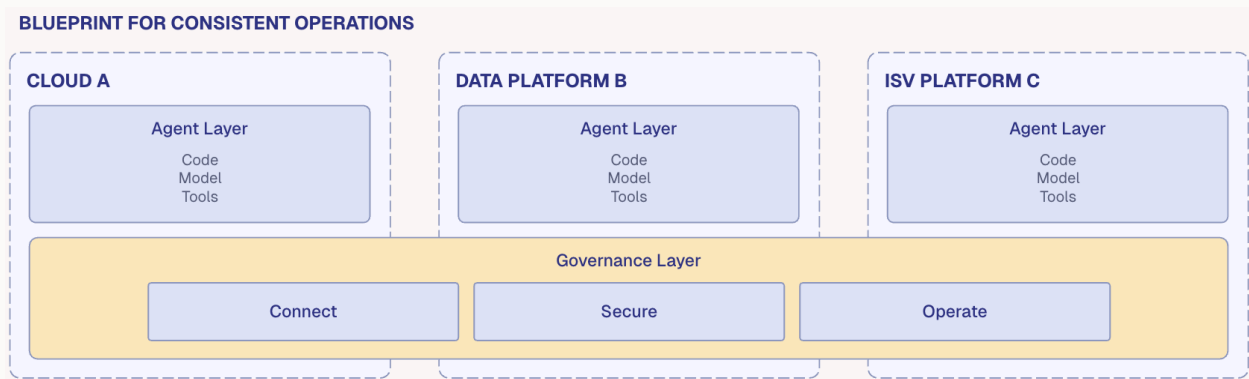 BLUEPRINT FOR CONSISTENT OPERATIONS
CLOUD A
Agent Layer
Code
Model
Tools
DATA PLATFORM B
Agent Layer
Code
Model
Tools
ISV PLATFORM C
Agent Layer
Code
Model
Tools
Governance Layer
Connect
Secure
Operate